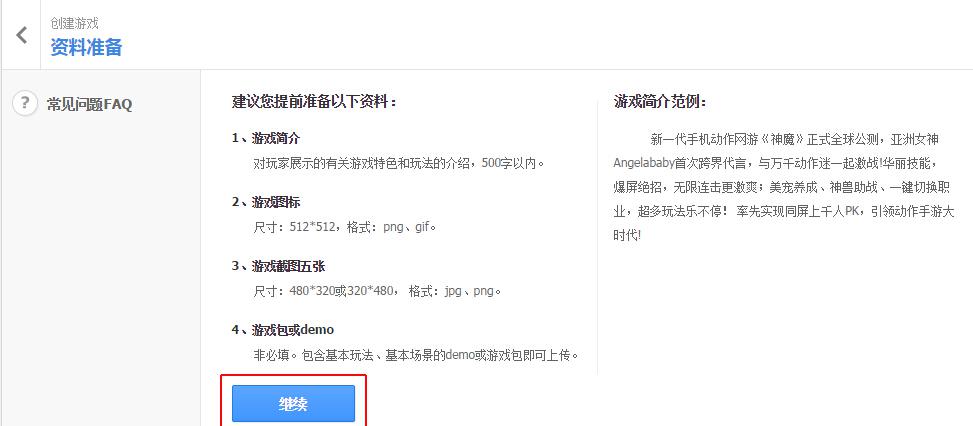 创建游戏
资料准备
? 常见问题FAQ
建议您提前准备以下资料：
1、游戏简介
对玩家展示的有关游戏特色和玩法的介绍，500字以内。
2、游戏图标
尺寸：512*512，格式：png、gif。
3、游戏截图五张
尺寸：480*320或320*480， 格式：jpg、png。
4、游戏包或demo
非必填。包含基本玩法、基本场景的demo或游戏包即可上传。
继续
游戏简介范例：
新一代手机动作网游《神魔》正式全球公测，亚洲女神
Angelababy首次跨界代言，与万千动作迷一起激战!华丽技能，
爆屏绝招，无限连击更激爽；美宠养成、神兽助战、一键切换职
业，超多玩法乐不停！ 率先实现同屏上千人PK，引领动作手游大
时代!